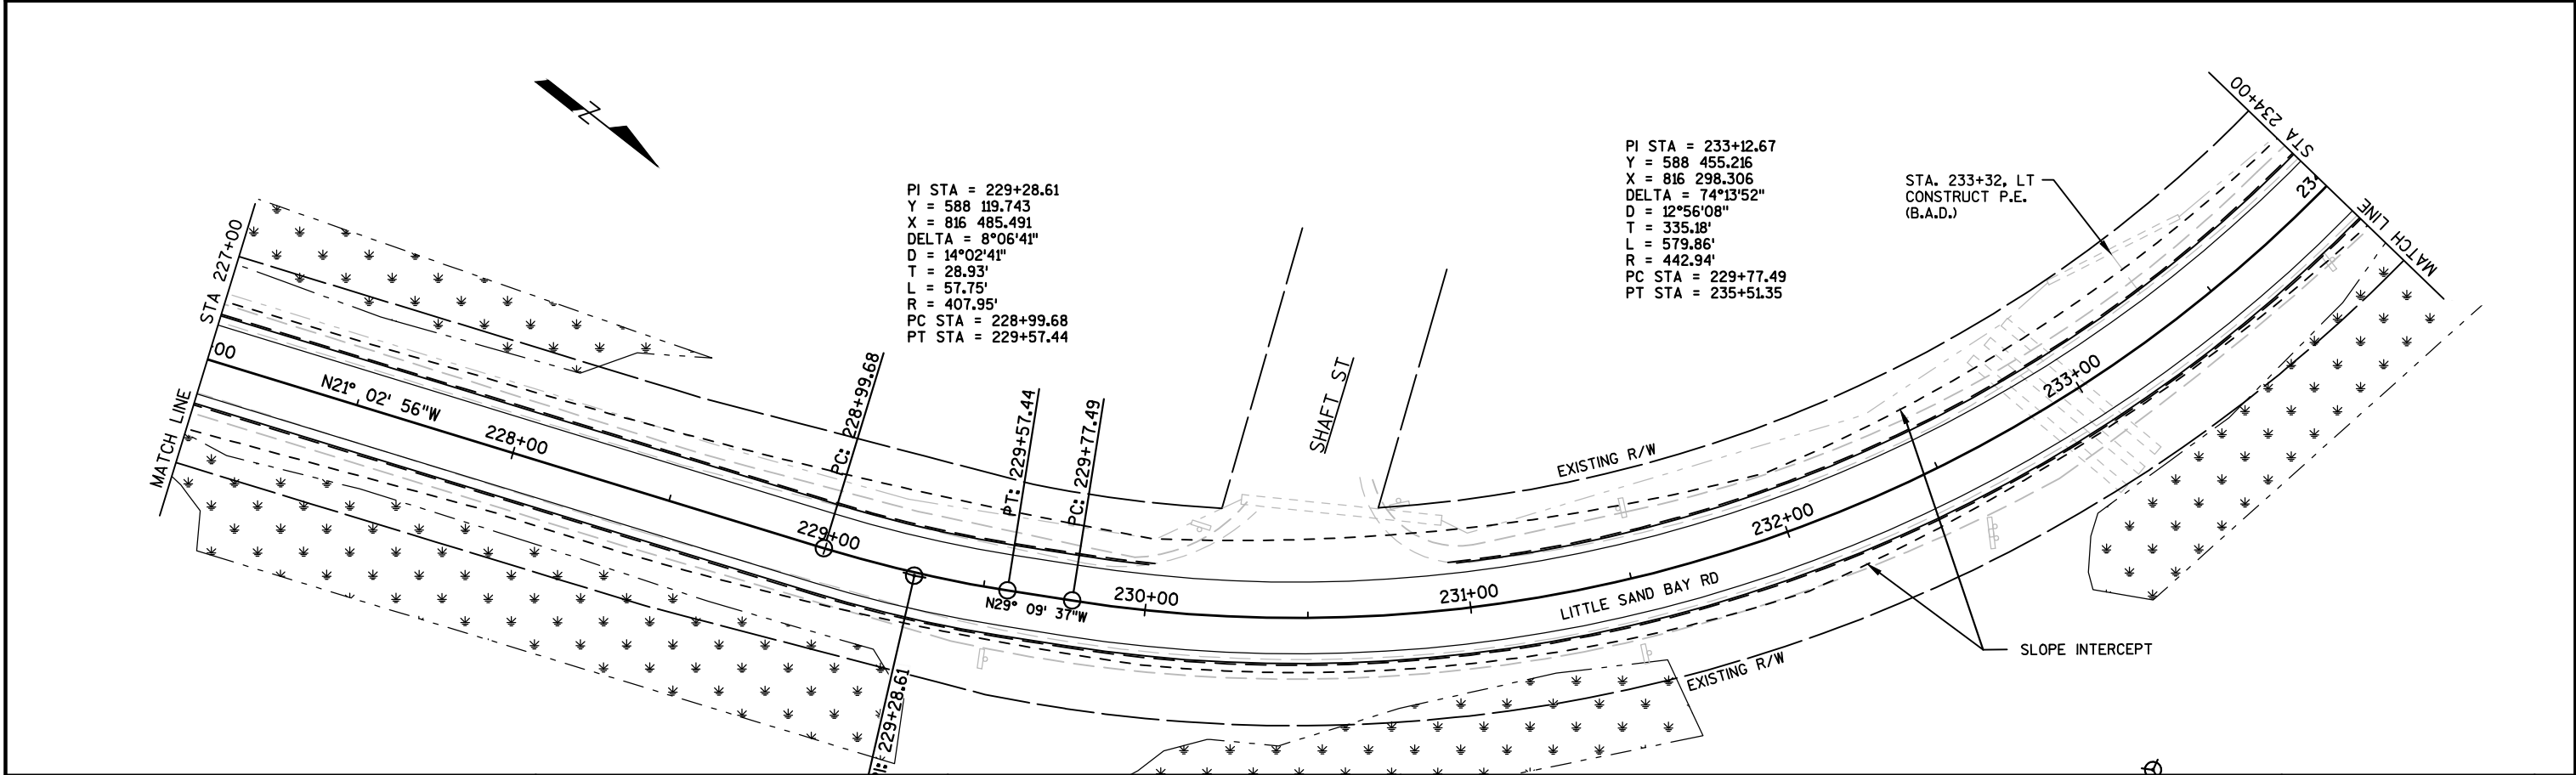 N
PI STA = 229+28.61
Y = 588 119.743
X = 816 485.491
DELTA = 8°06'41"
D = 14°02'41"
T = 28.93'
L = 57.75'
R = 407.95'
PC STA = 228+99.68
PT STA = 229+57.44
PI STA = 233+12.67
Y = 588 455.216
X = 816 298.306
DELTA = 74°13'52"
D = 12°56'08"
T = 335.18'
L = 579.86'
R = 442.94'
PC STA = 229+77.49
PT STA = 235+51.35
STA. 233+32, LT
CONSTRUCT P.E.
(B.A.D.)
STA 234+00
MATCH LINE
23
STA 227+00
MATCH LINE
00
N21° 02' 56"W
228+00
229+00
PC: 228+99.68
PT: 229+57.44
PC: 229+77.49
PI: 229+28.61
N29° 09' 37"W
230+00
231+00
232+00
233+00
SHAFT ST
EXISTING R/W
LITTLE SAND BAY RD
EXISTING R/W
SLOPE INTERCEPT